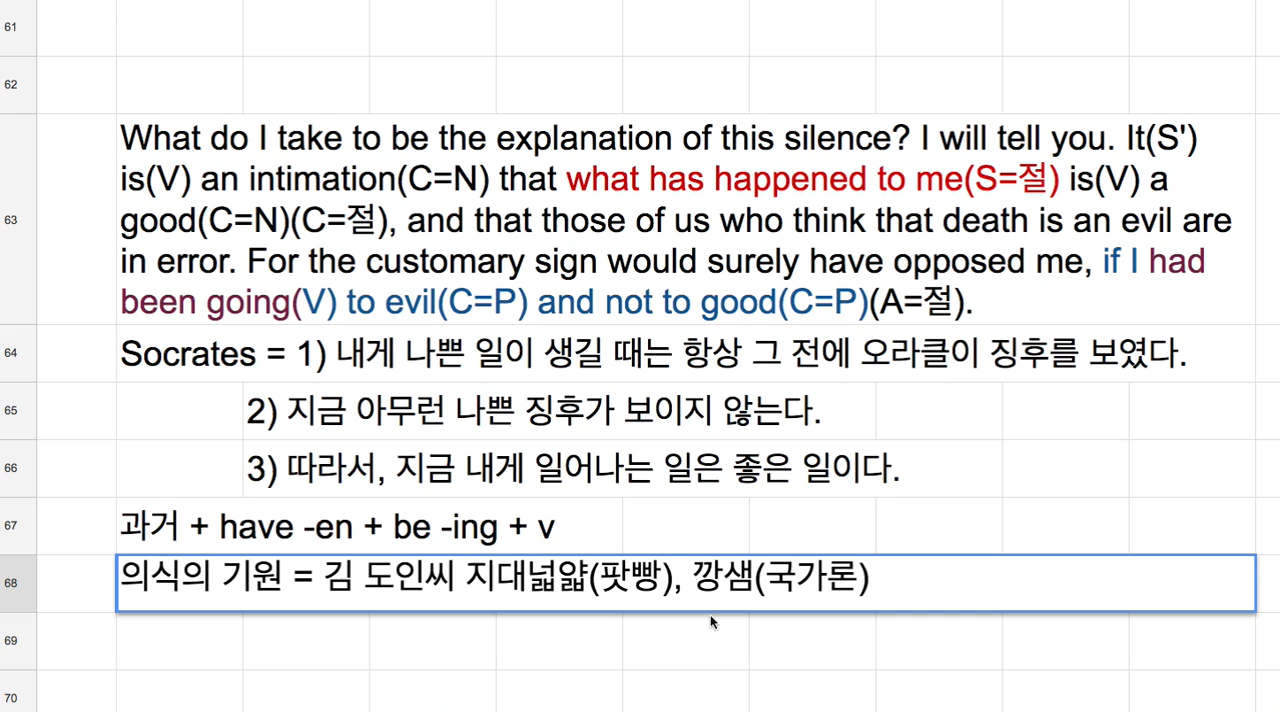 61
62
63
What do I take to be the explanation of this silence? I will tell you. It(S')
is(V) an intimation(C=N) that what has happened to me(S=절) is(V) a
good(C=N)(C=절), and that those of us who think that death is an evil are
in error. For the customary sign would surely have opposed me, if I had
been going(V) to evil(C=P) and not to good(C=P)(A=절).
64 Socrates = 1) 내게 나쁜 일이 생길 때는 항상 그 전에 오라클이 징후를 보였다.
65 2) 지금 아무런 나쁜 징후가 보이지 않는다.
66 3) 따라서, 지금 내게 일어나는 일은 좋은 일이다.
67 과거 + have -en + be -ing + v
68 의식의 기원 = 김 도인씨 지대넓얇(팟빵), 깡샘(국가론)
69
70